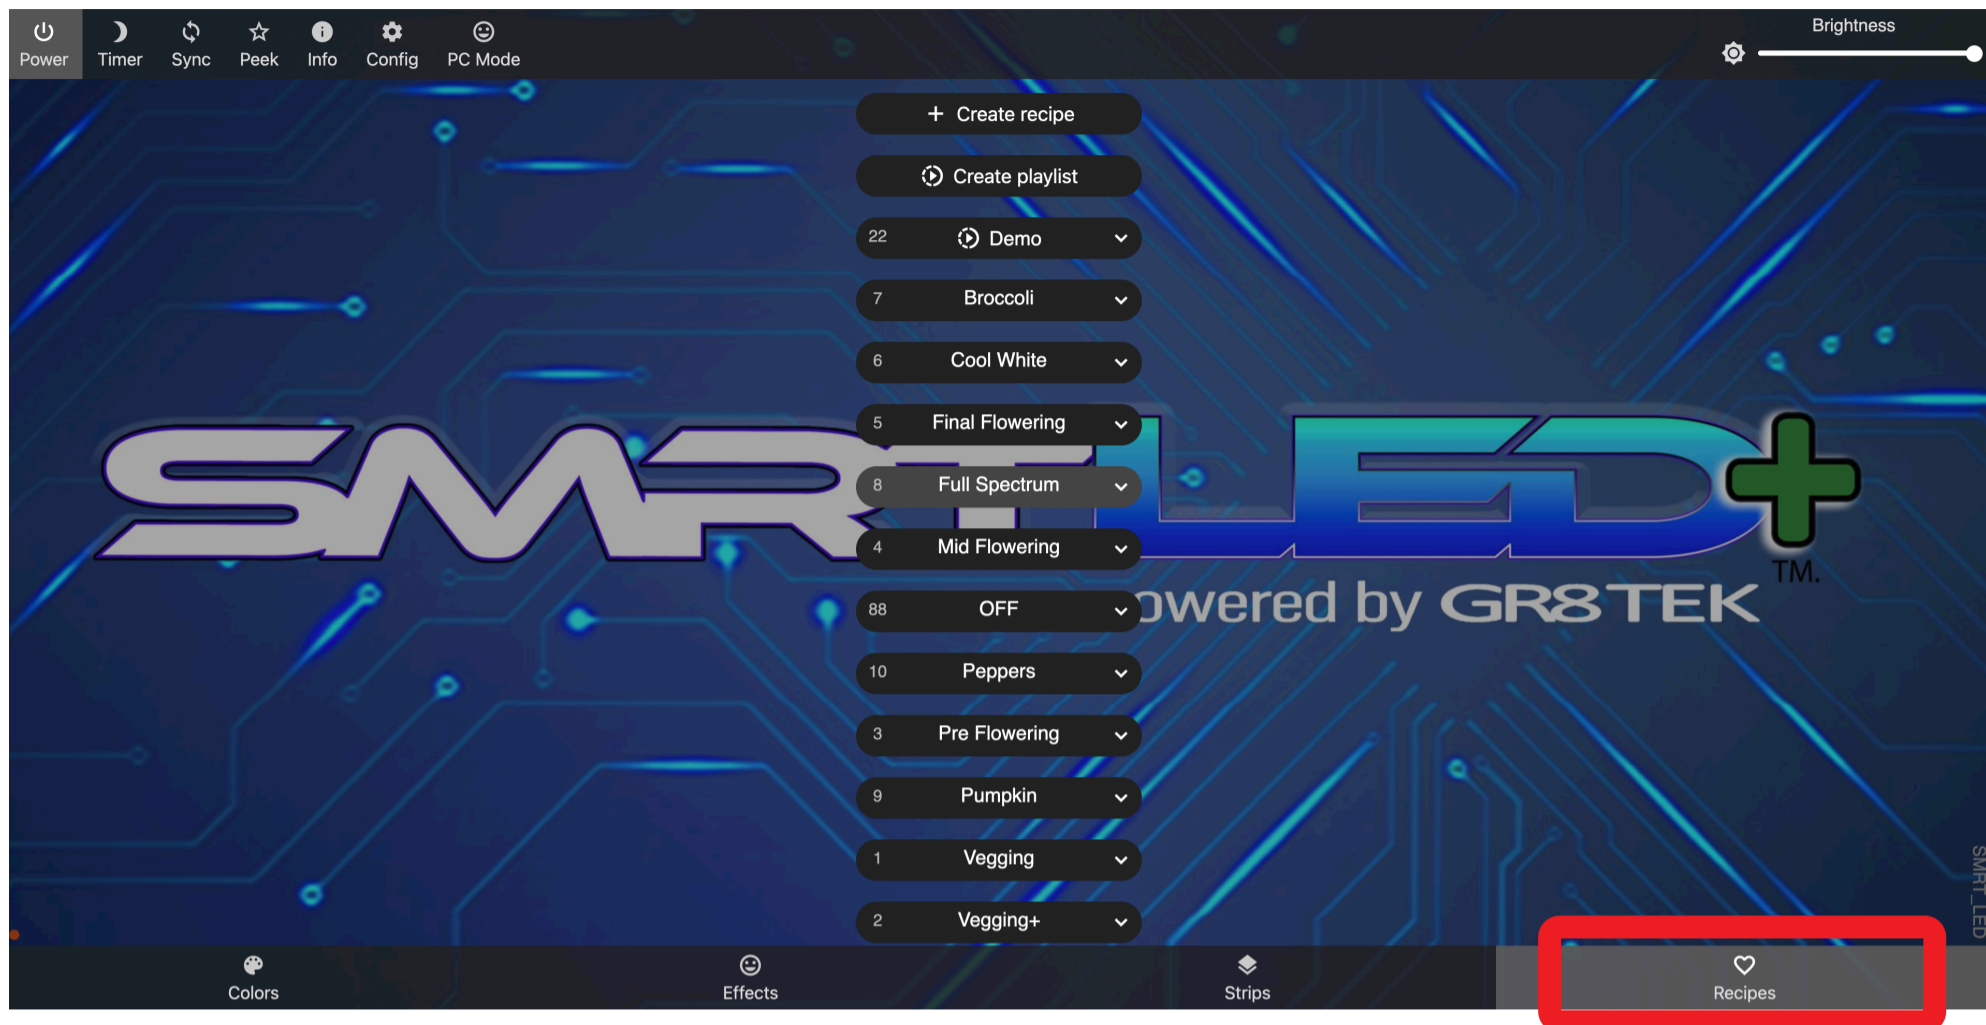 Power
Timer
Sync
Peek
Info
Config
PC Mode
Brightness
+ Create recipe
Create playlist
22 Demo
7 Broccoli
6 Cool White
5 Final Flowering
8 Full Spectrum
4 Mid Flowering
88 OFF
10 Peppers
3 Pre Flowering
9 Pumpkin
1 Vegging
2 Vegging+
SMRTLED+
TM.
owered by GR8TEK
SMRT_LED
Colors
Effects
Strips
Recipes